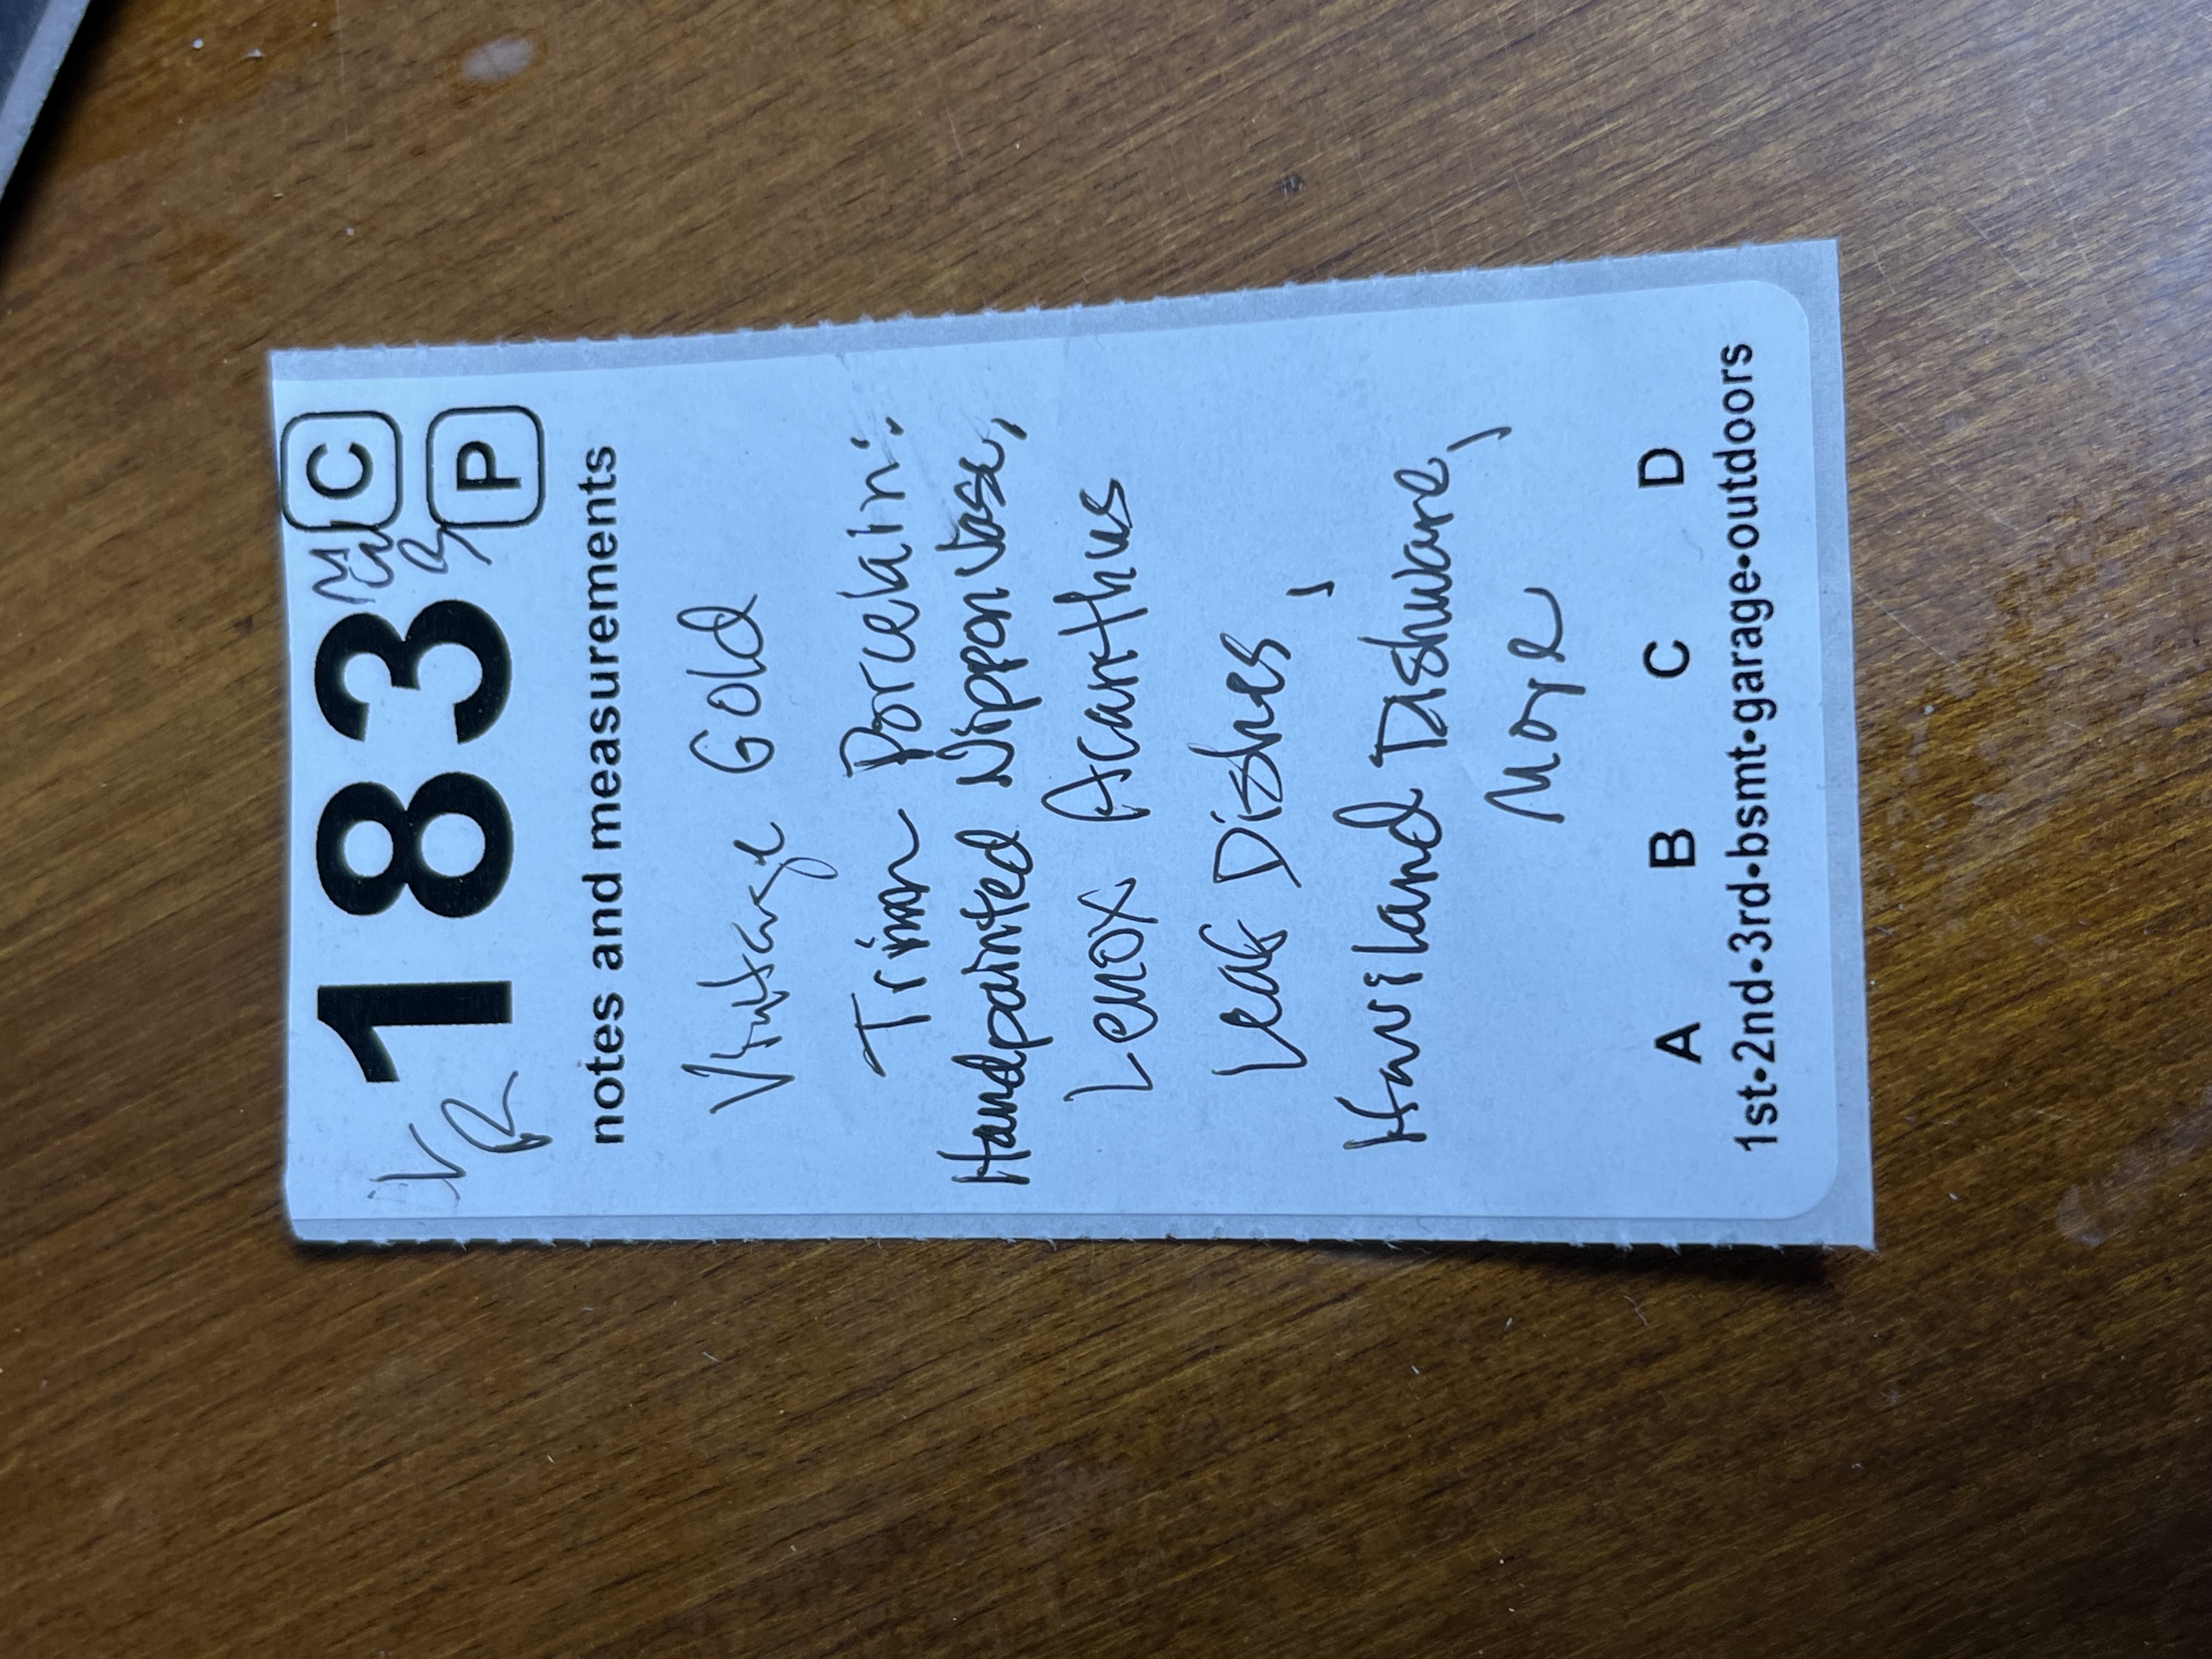 183 C
P
notes and measurements
Vintage Gold
Trim Porcelain:
Handpainted Nippon Vase,
Lenox Acanthus
Leaf Dishes,
Haviland Dishware,
More
A B C D
1st•2nd•3rd•bsmt•garage•outdoors